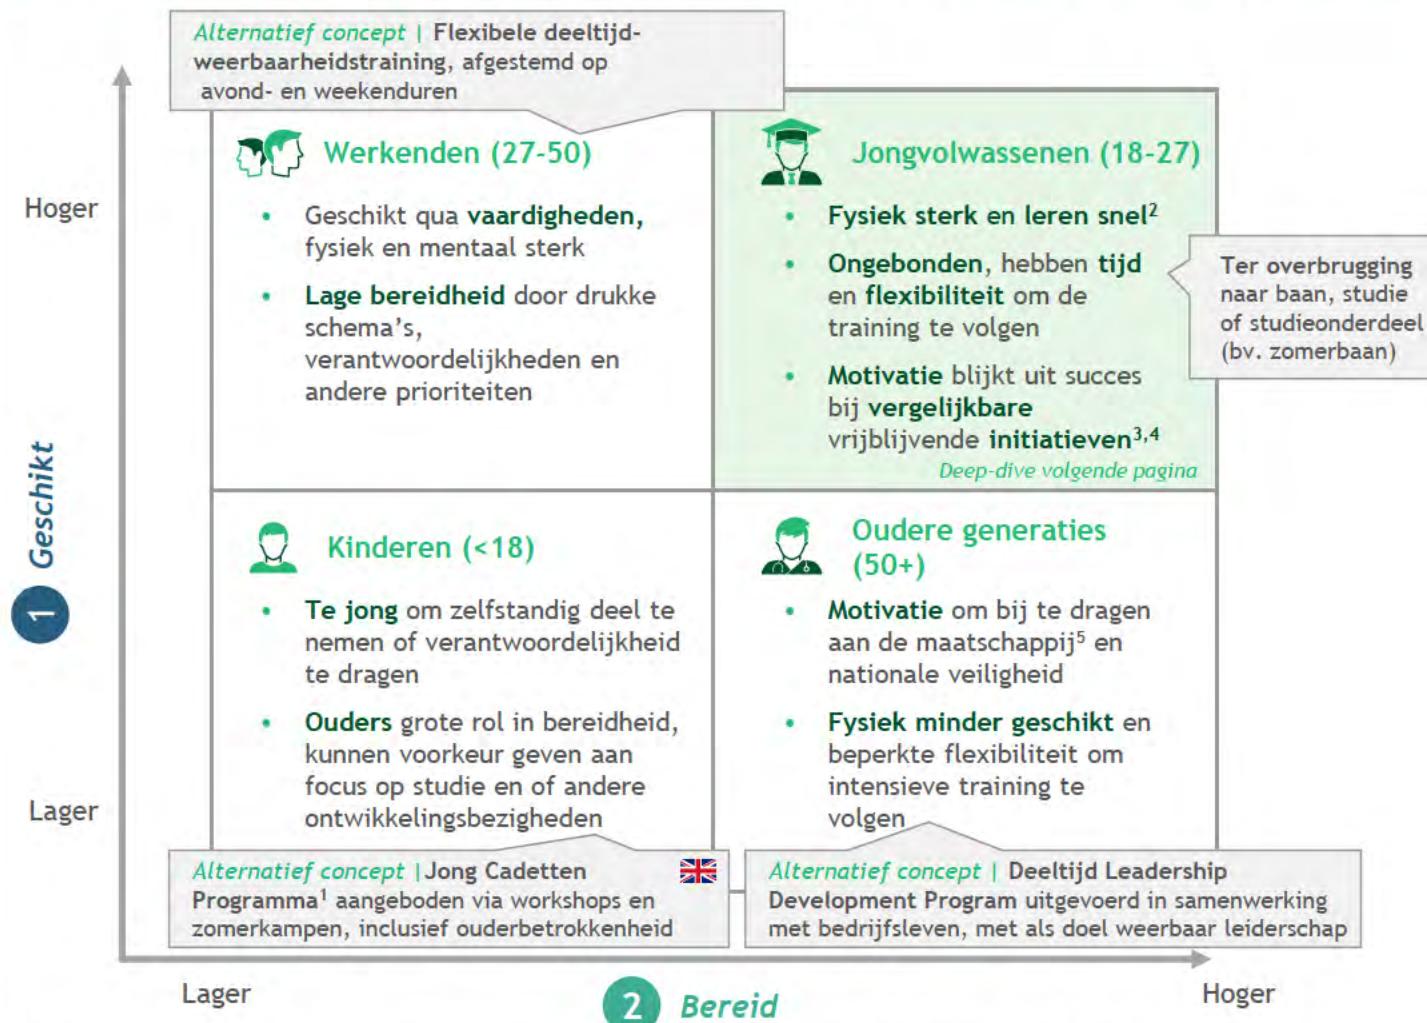 Alternatief concept | Flexibele deeltijd-
weerbaarheidstraining, afgestemd op
avond- en weekenduren
Hoger
Werkenden (27-50)
• Geschikt qua vaardigheden,
fysiek en mentaal sterk
• Lage bereidheid door drukke
schema's,
verantwoordelijkheden en
andere prioriteiten
Jongvolwassenen (18-27)
• Fysiek sterk en leren snel²
• Ongebonden, hebben tijd
en flexibiliteit om de
training te volgen
• Motivatie blijkt uit succes
bij vergelijkbare
vrijblijvende initiatieven³,⁴
Deep-dive volgende pagina
Ter overbrugging
naar baan, studie
of studieonderdeel
(bv. zomerbaan)
1 Geschikt
Kinderen (<18)
• Te jong om zelfstandig deel te
nemen of verantwoordelijkheid
te dragen
• Ouders grote rol in bereidheid,
kunnen voorkeur geven aan
focus op studie en of andere
ontwikkelingsbezigheden
Oudere generaties
(50+)
• Motivatie om bij te dragen
aan de maatschappij⁵ en
nationale veiligheid
• Fysiek minder geschikt en
beperkte flexibiliteit om
intensieve training te
volgen
Lager
Alternatief concept | Jong Cadetten
Programma¹ aangeboden via workshops en
zomerkampen, inclusief ouderbetrokkenheid
Alternatief concept | Deeltijd Leadership
Development Program uitgevoerd in samenwerking
met bedrijfsleven, met als doel weerbaar leiderschap
Lager
2 Bereid
Hoger